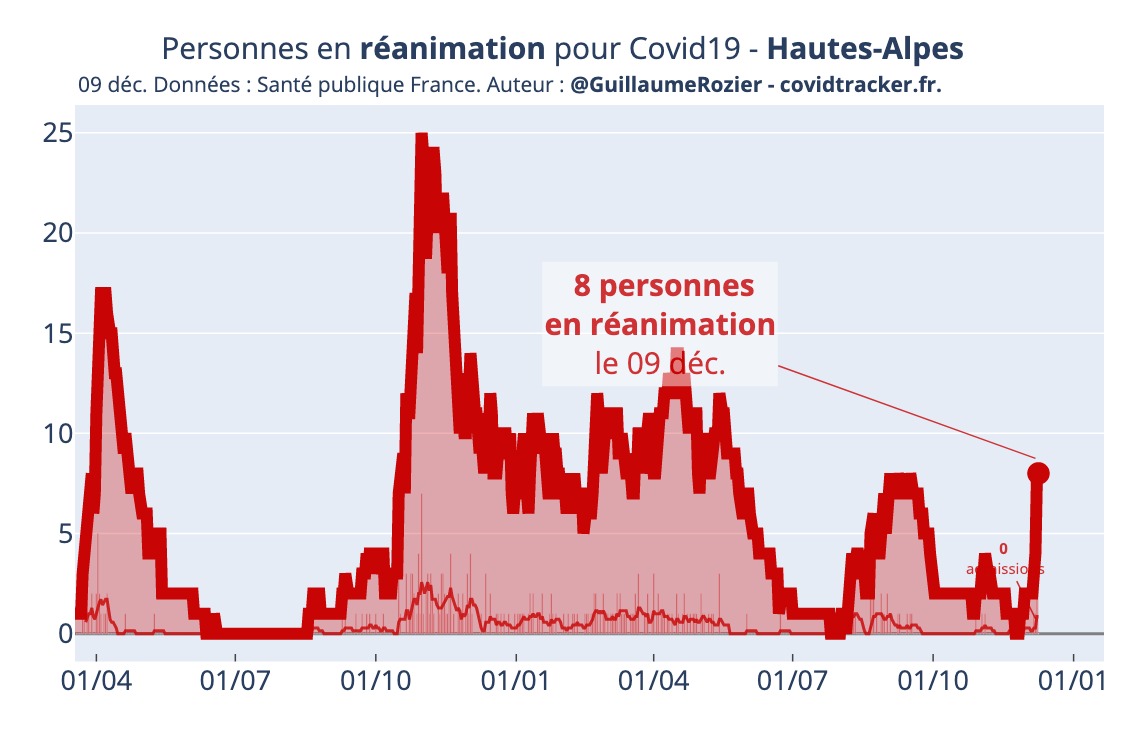 Personnes en réanimation pour Covid19 - Hautes-Alpes
09 déc. Données : Santé publique France. Auteur : @GuillaumeRozier - covidtracker.fr.
25
20
15
10
5
0
8 personnes
en réanimation
le 09 déc.
0
admissions
01/04
01/07
01/10
01/01
01/04
01/07
01/10
01/01